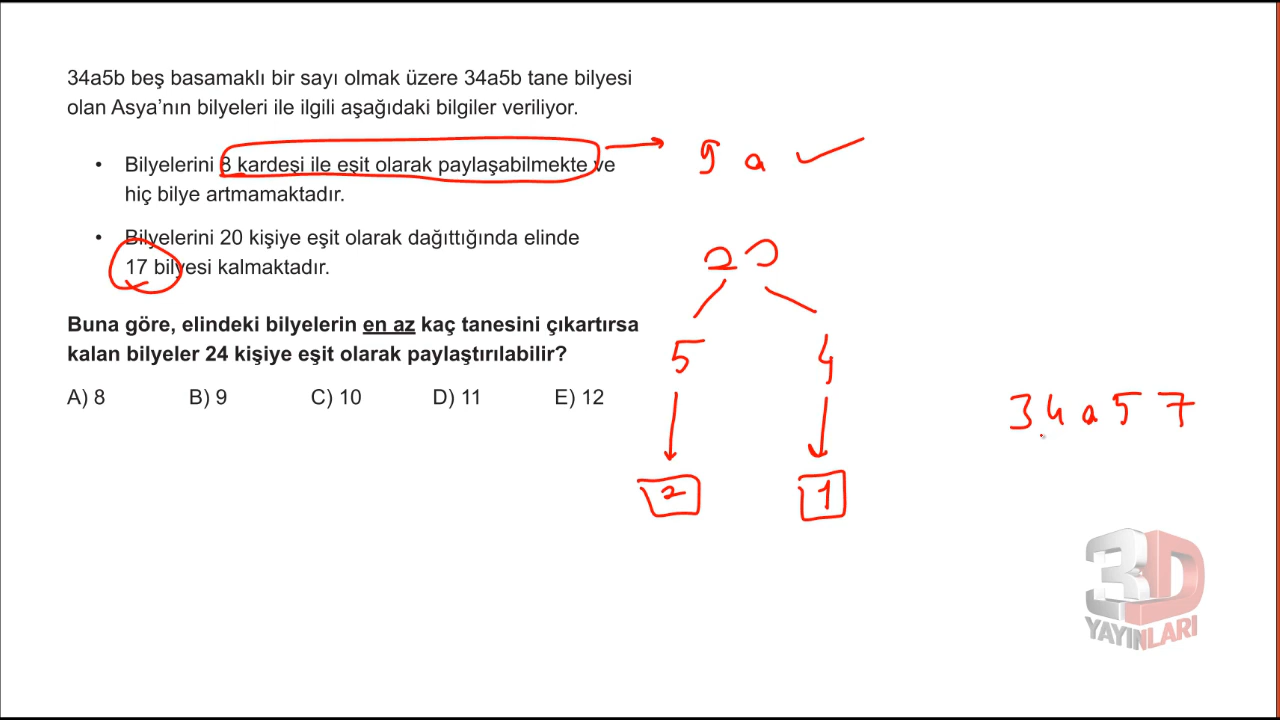 34a5b beş basamaklı bir sayı olmak üzere 34a5b tane bilyesi
olan Asya’nın bilyeleri ile ilgili aşağıdaki bilgiler veriliyor.
• Bilyelerini 8 kardeşi ile eşit olarak paylaşabilmekte ve
hiç bilye artmamaktadır.
• Bilyelerini 20 kişiye eşit olarak dağıttığında elinde
17 bilyesi kalmaktadır.
Buna göre, elindeki bilyelerin en az kaç tanesini çıkartırsa
kalan bilyeler 24 kişiye eşit olarak paylaştırılabilir?
A) 8 B) 9 C) 10 D) 11 E) 12
9 a
20
5 4
2 1
34a57
3D
YAYINLARI